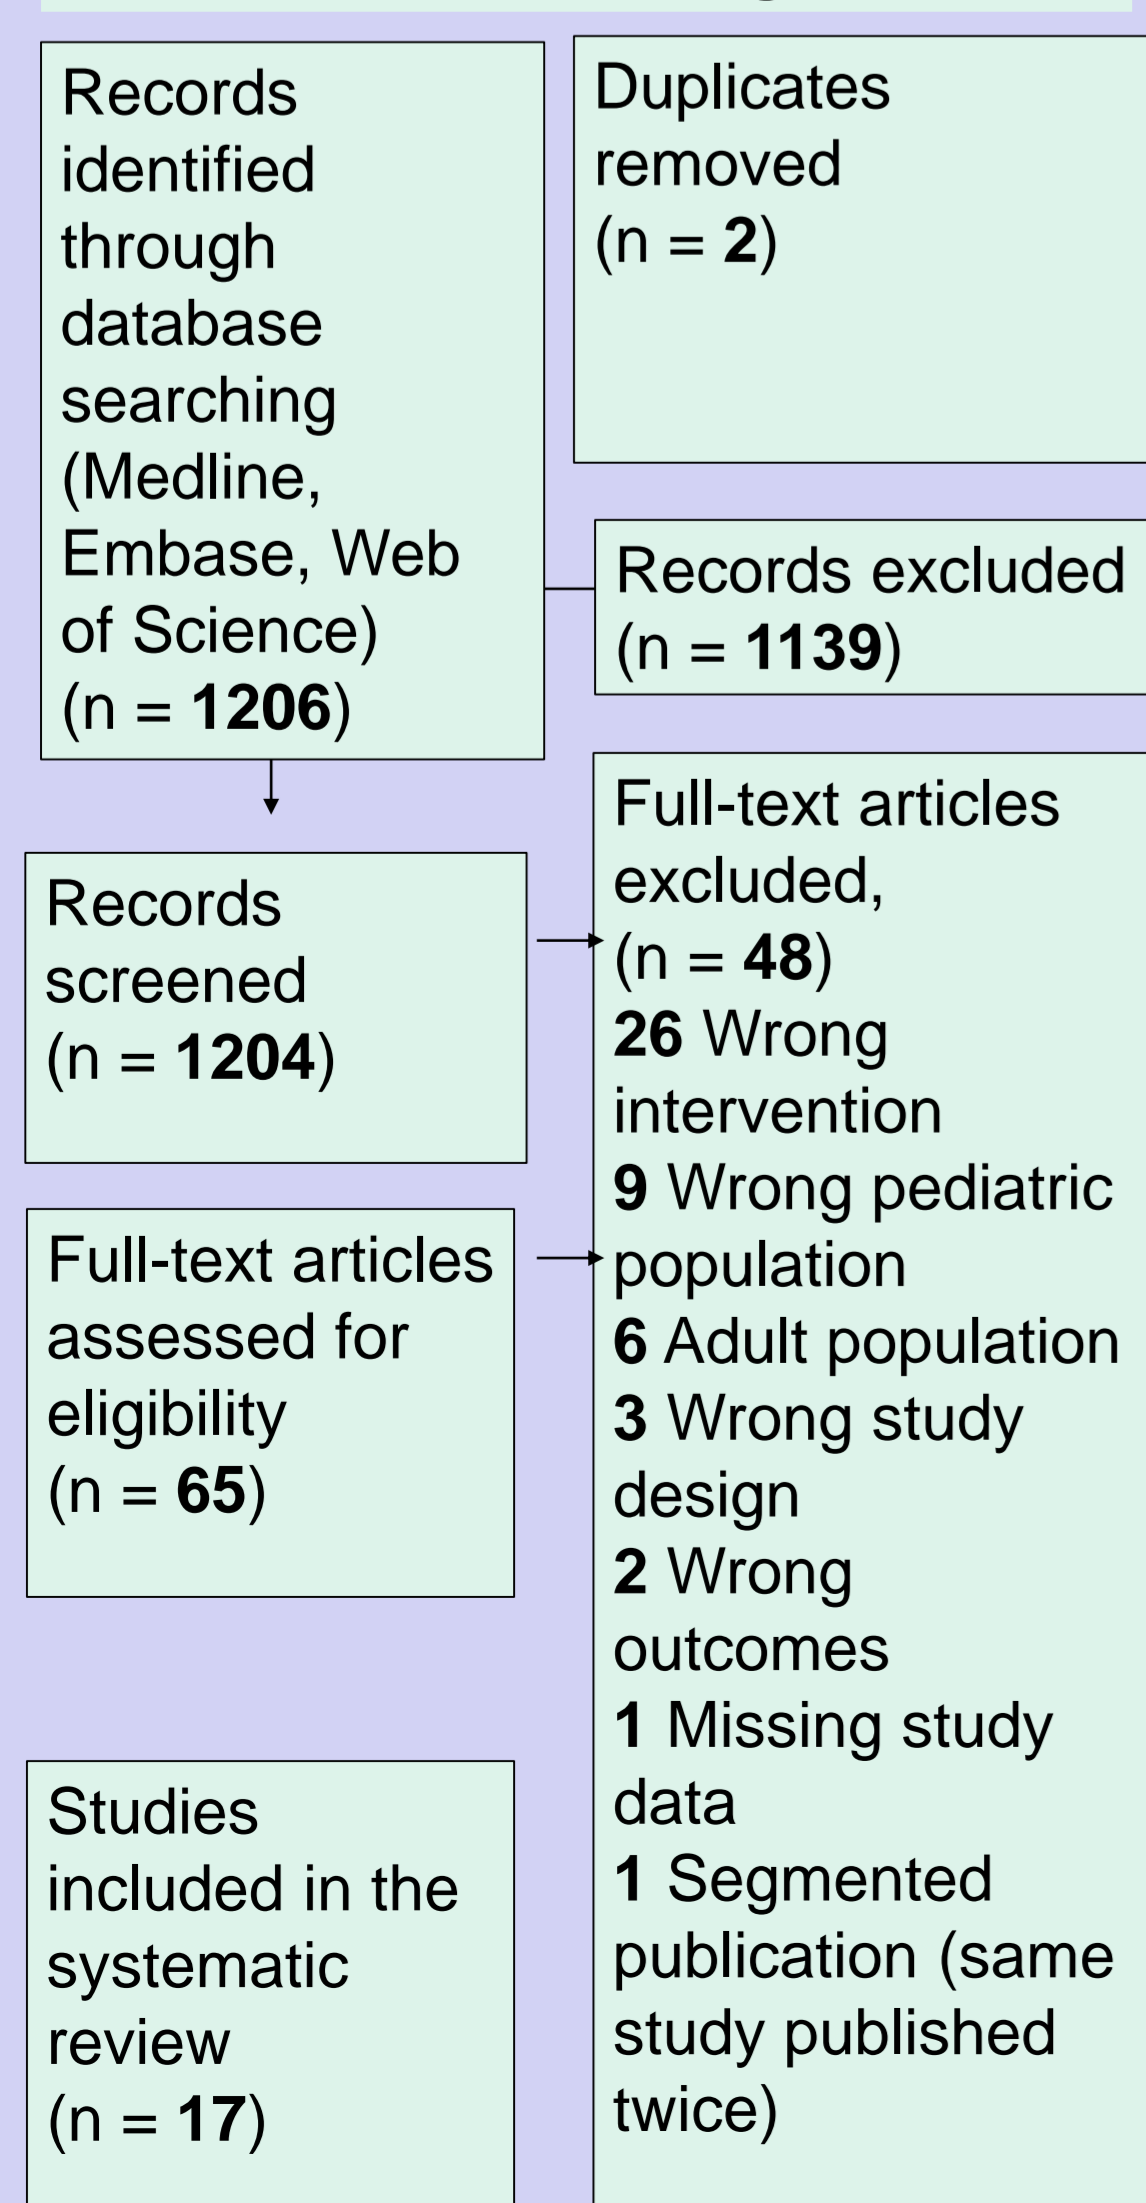 Records
identified
through
database
searching
(Medline,
Embase, Web
of Science)
(n = 1206)
Duplicates
removed
(n = 2)
Records excluded
(n = 1139)
Records
screened
(n = 1204)
Full-text articles
excluded,
(n = 48)
26 Wrong
intervention
9 Wrong pediatric
population
6 Adult population
3 Wrong study
design
2 Wrong
outcomes
1 Missing study
data
1 Segmented
publication (same
study published
twice)
Full-text articles
assessed for
eligibility
(n = 65)
Studies
included in the
systematic
review
(n = 17)